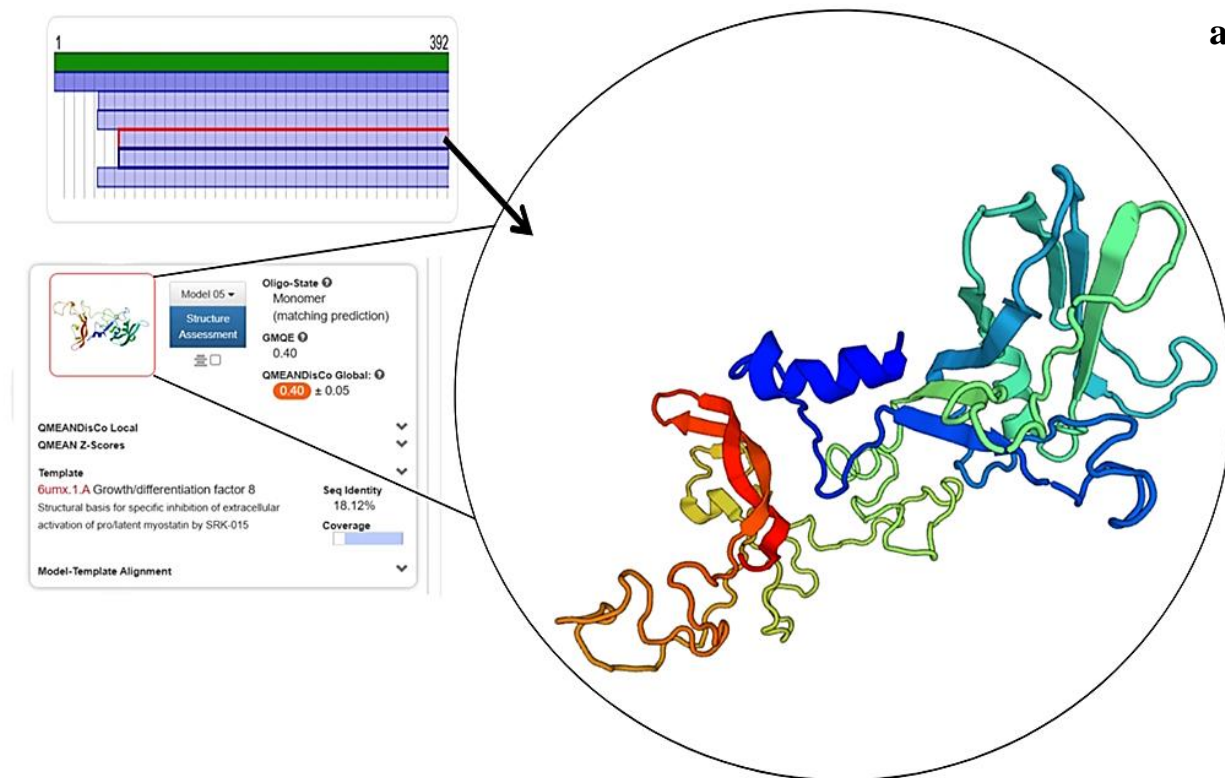 a
1 392
Model 05
Structure
Assessment
Oligo-State
Monomer
(matching prediction)
GMQE
0.40
QMEANDisCo Global:
0.40 ± 0.05
QMEANDisCo Local
QMEAN Z-Scores
Template
6umx.1.A Growth/differentiation factor 8
Structural basis for specific inhibition of extracellular
activation of pro/latent myostatin by SRK-015
Seq Identity
18.12%
Coverage
Model-Template Alignment